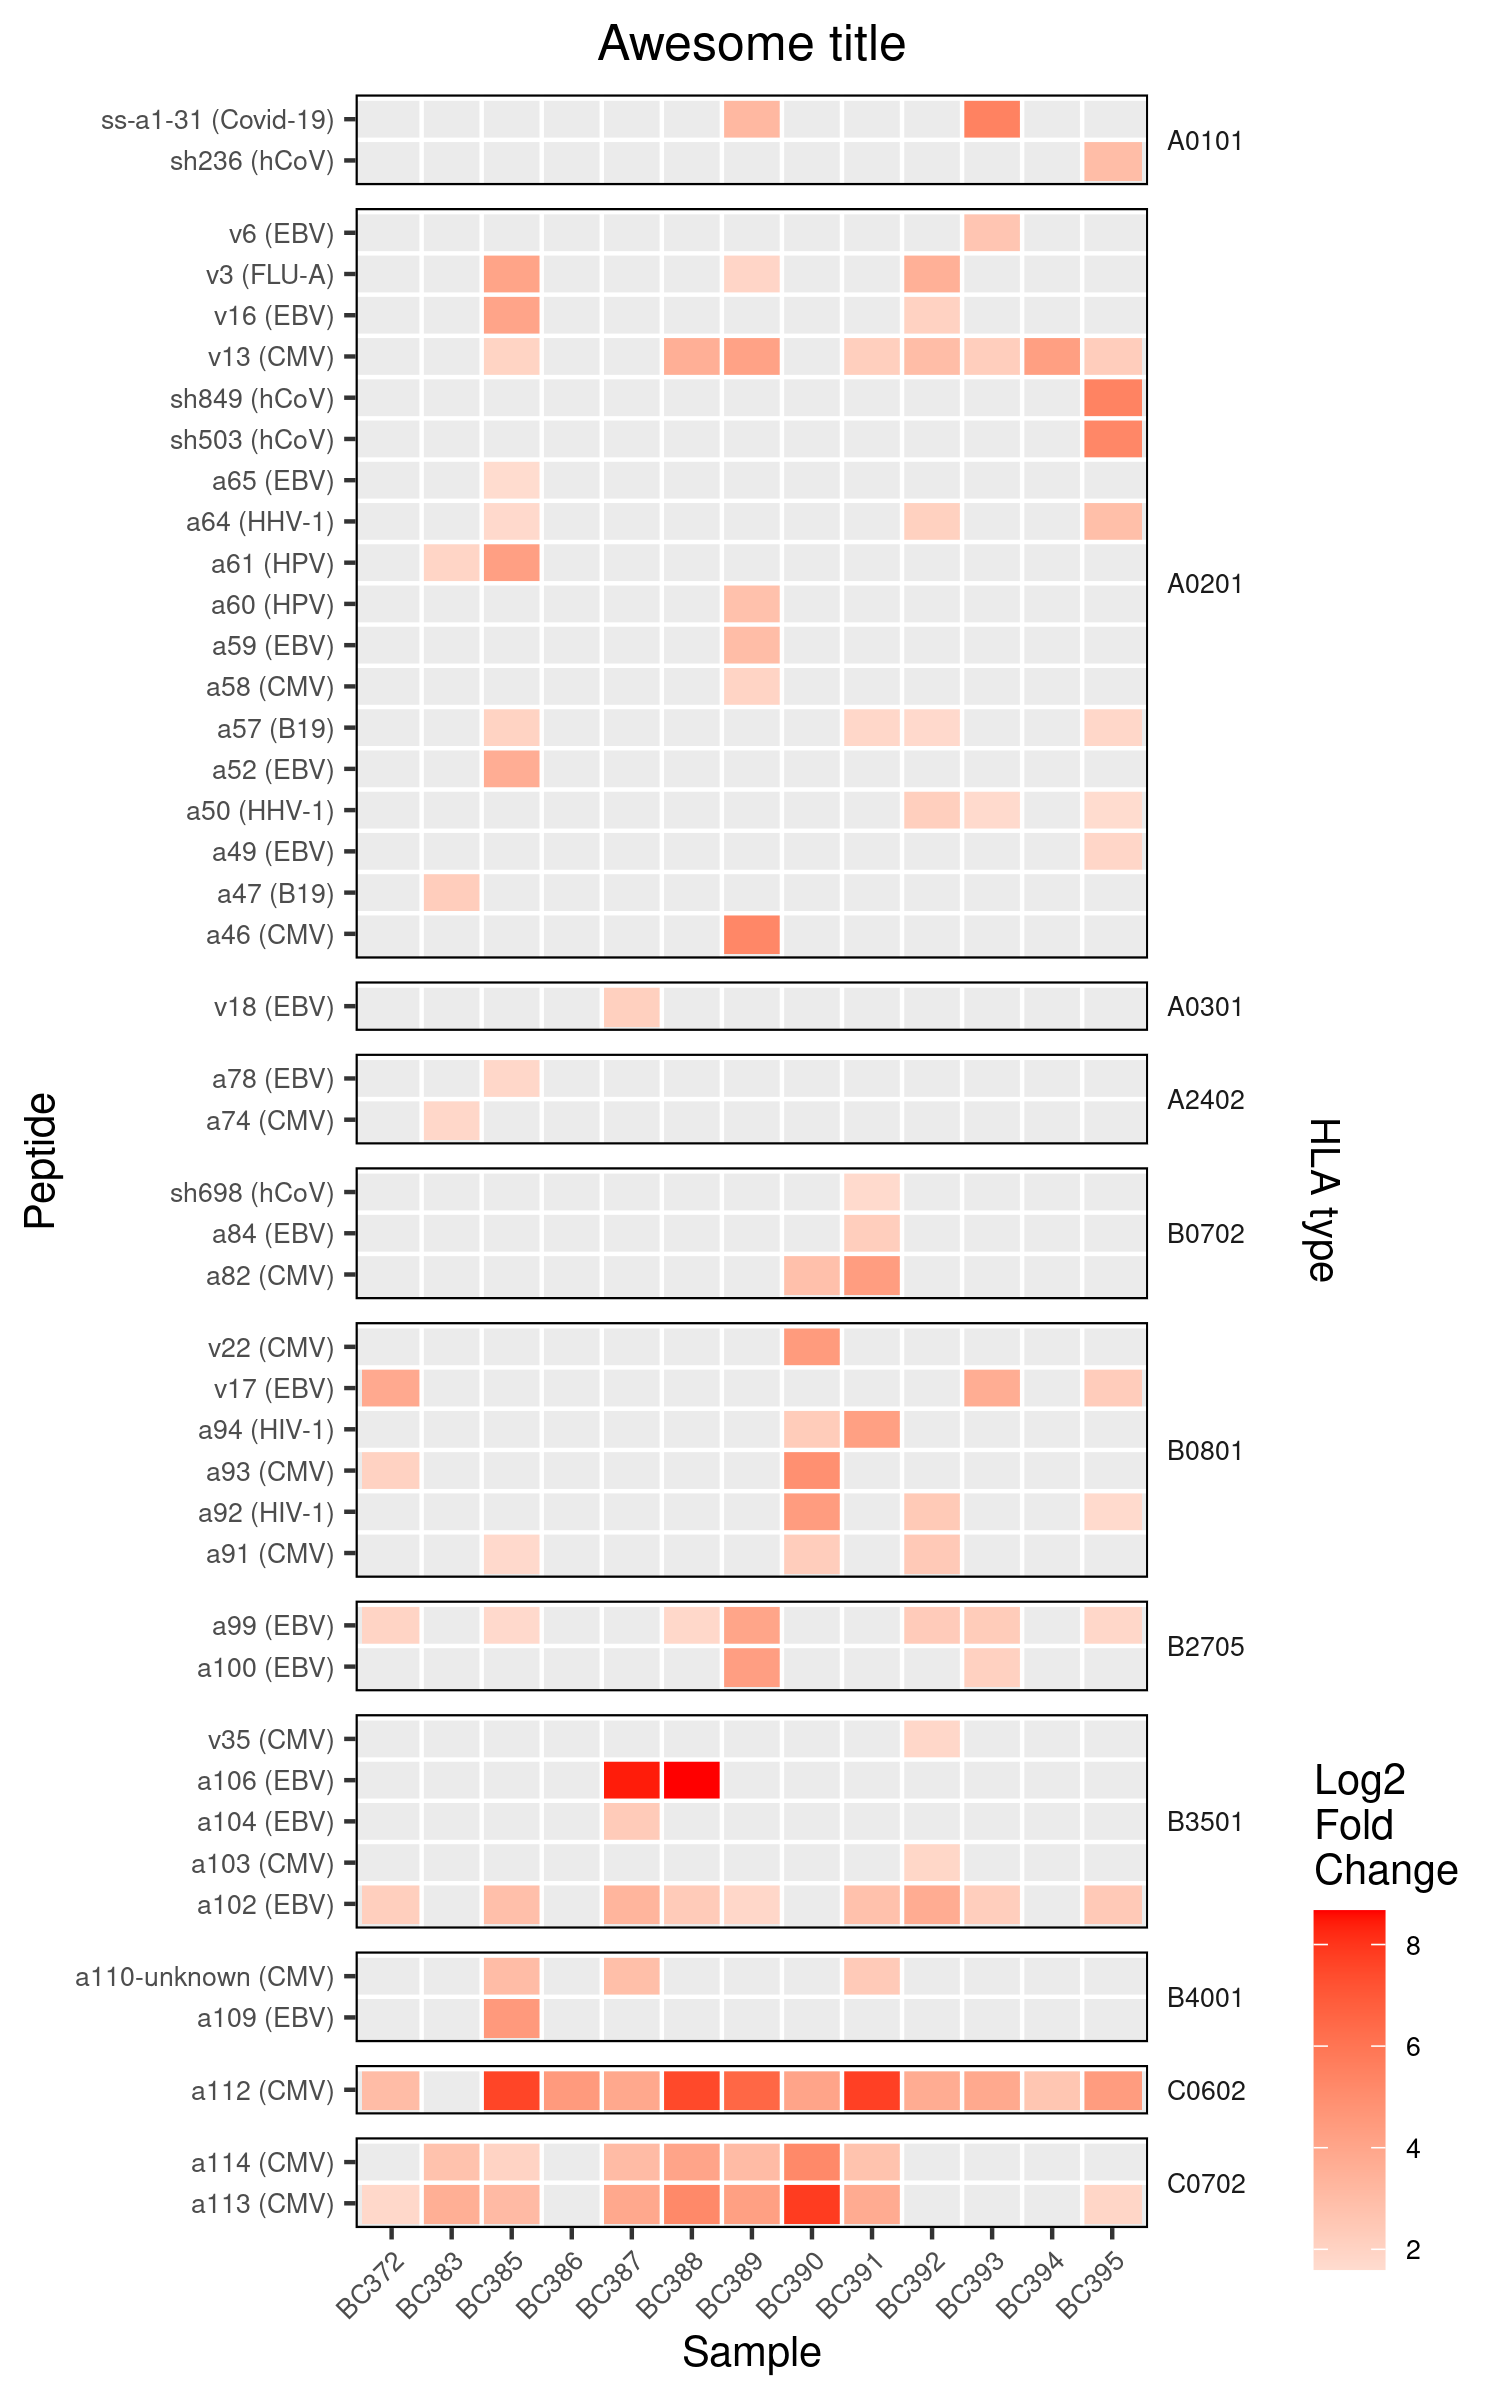 Awesome title
ss-a1-31 (Covid-19)
sh236 (hCoV)
A0101
v6 (EBV)
v3 (FLU-A)
v16 (EBV)
v13 (CMV)
sh849 (hCoV)
sh503 (hCoV)
a65 (EBV)
a64 (HHV-1)
a61 (HPV)
a60 (HPV)
a59 (EBV)
a58 (CMV)
a57 (B19)
a52 (EBV)
a50 (HHV-1)
a49 (EBV)
a47 (B19)
a46 (CMV)
A0201
v18 (EBV)
A0301
a78 (EBV)
a74 (CMV)
A2402
sh698 (hCoV)
a84 (EBV)
a82 (CMV)
B0702
v22 (CMV)
v17 (EBV)
a94 (HIV-1)
a93 (CMV)
a92 (HIV-1)
a91 (CMV)
B0801
a99 (EBV)
a100 (EBV)
B2705
v35 (CMV)
a106 (EBV)
a104 (EBV)
a103 (CMV)
a102 (EBV)
B3501
a110-unknown (CMV)
a109 (EBV)
B4001
a112 (CMV)
C0602
a114 (CMV)
a113 (CMV)
C0702
Peptide
HLA type
BC372
BC383
BC385
BC386
BC387
BC388
BC389
BC390
BC391
BC392
BC393
BC394
BC395
Sample
Log2
Fold
Change
8
6
4
2